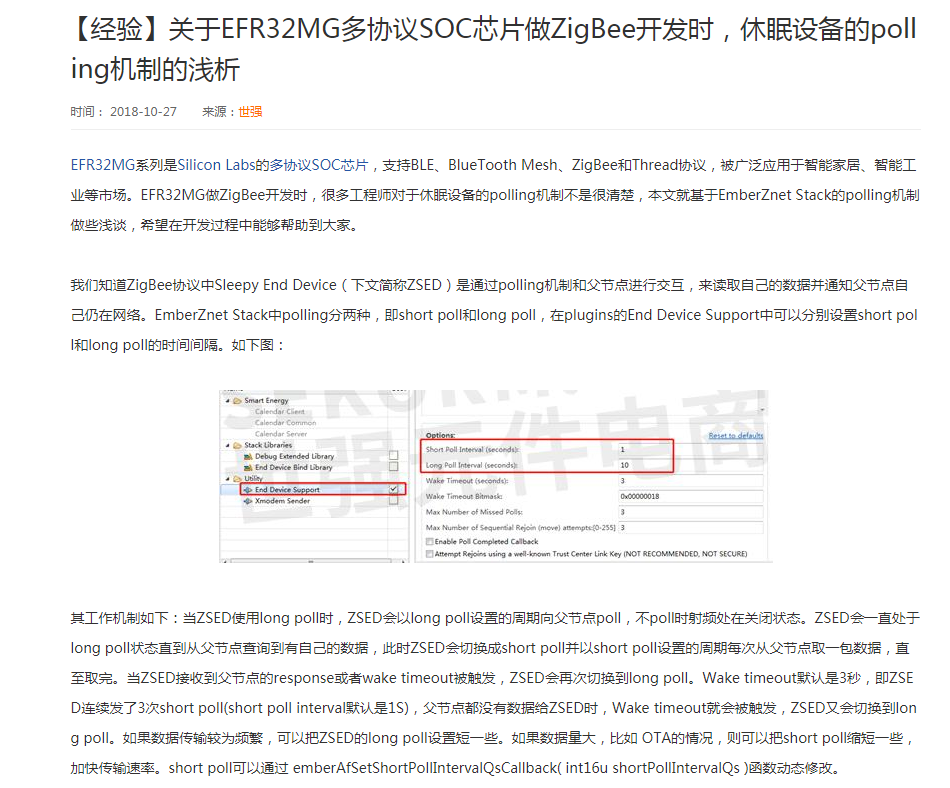 【经验】关于EFR32MG多协议SOC芯片做ZigBee开发时，休眠设备的poll
ing机制的浅析
时间： 2018-10-27 来源：世强
EFR32MG系列是Silicon Labs的多协议SOC芯片，支持BLE、BlueTooth Mesh、ZigBee和Thread协议，被广泛应用于智能家居、智能工
业等市场。EFR32MG做ZigBee开发时，很多工程师对于休眠设备的polling机制不是很清楚，本文就基于EmberZnet Stack的polling机制
做些浅谈，希望在开发过程中能够帮助到大家。
我们知道ZigBee协议中Sleepy End Device（下文简称ZSED）是通过polling机制和父节点进行交互，来读取自己的数据并通知父节点自
己仍在网络。EmberZnet Stack中polling分两种，即short poll和long poll，在plugins的End Device Support中可以分别设置short pol
l和long poll的时间间隔。如下图：
Smart Energy
Calendar Client
Calendar Common
Calendar Server
Stack Libraries
Debug Extended Library
End Device Bind Library
Utility
End Device Support
Xmodem Sender
世强元件电商
Options: Reset to defaults
Short Poll Interval (seconds): 1
Long Poll Interval (seconds): 10
Wake Timeout (seconds): 3
Wake Timeout Bitmask: 0x00000018
Max Number of Missed Polls: 3
Max Number of Sequential Rejoin (move) attempts:[0-255] 3
Enable Poll Completed Callback
Attempt Rejoins using a well-known Trust Center Link Key (NOT RECOMMENDED, NOT SECURE)
其工作机制如下：当ZSED使用long poll时，ZSED会以long poll设置的周期向父节点poll，不poll时射频处在关闭状态。ZSED会一直处于
long poll状态直到从父节点查询到有自己的数据，此时ZSED会切换成short poll并以short poll设置的周期每次从父节点取一包数据，直
至取完。当ZSED接收到父节点的response或者wake timeout被触发，ZSED会再次切换到long poll。Wake timeout默认是3秒，即ZSE
D连续发了3次short poll(short poll interval默认是1S)，父节点都没有数据给ZSED时，Wake timeout就会被触发，ZSED又会切换到lon
g poll。如果数据传输较为频繁，可以把ZSED的long poll设置短一些。如果数据量大，比如 OTA的情况，则可以把short poll缩短一些，
加快传输速率。short poll可以通过 emberAfSetShortPollIntervalQsCallback( int16u shortPollIntervalQs )函数动态修改。